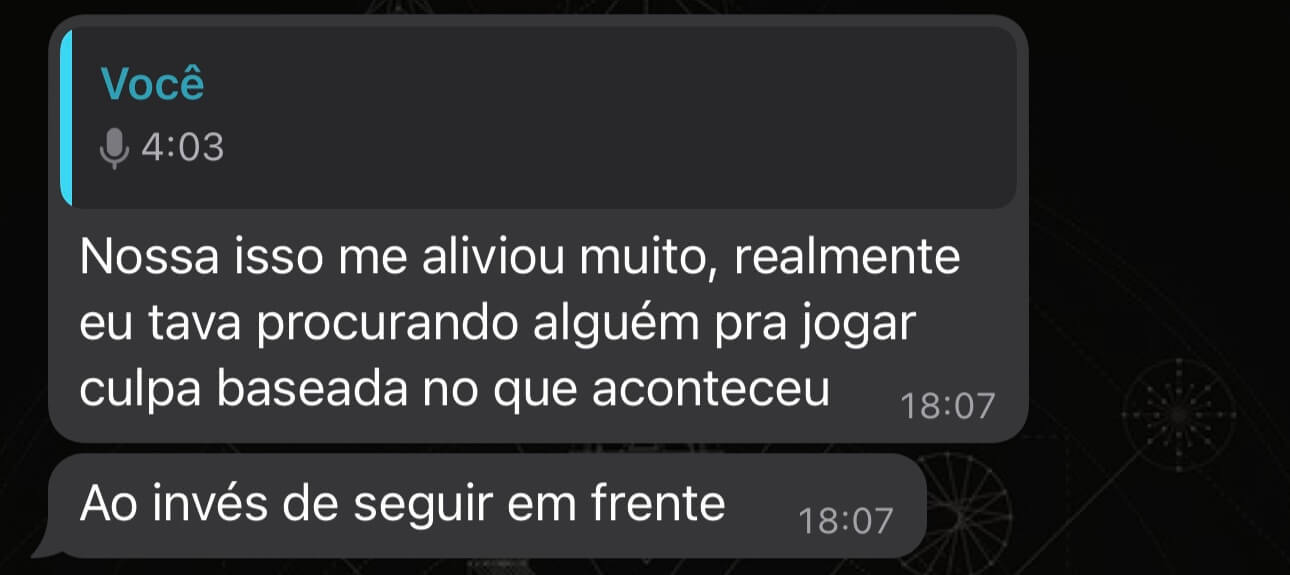 Você
4:03
Nossa isso me aliviou muito, realmente
eu tava procurando alguém pra jogar
culpa baseada no que aconteceu
18:07
Ao invés de seguir em frente
18:07